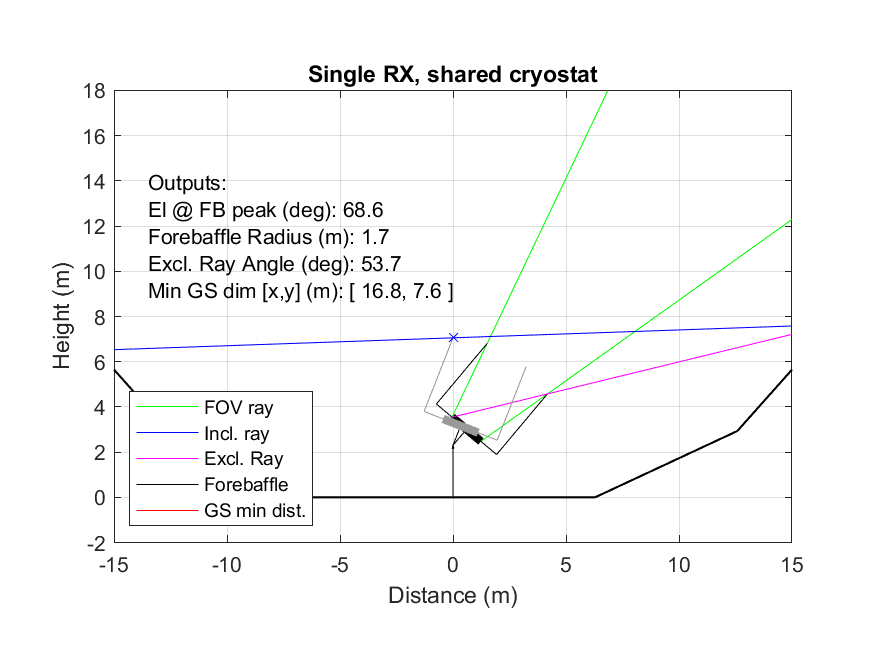 Single RX, shared cryostat
18
16
14
12
10
8
6
4
2
0
-2
Height (m)
Outputs:
El @ FB peak (deg): 68.6
Forebaffle Radius (m): 1.7
Excl. Ray Angle (deg): 53.7
Min GS dim [x,y] (m): [ 16.8, 7.6 ]
FOV ray
Incl. ray
Excl. Ray
Forebaffle
GS min dist.
-15 -10 -5 0 5 10 15
Distance (m)